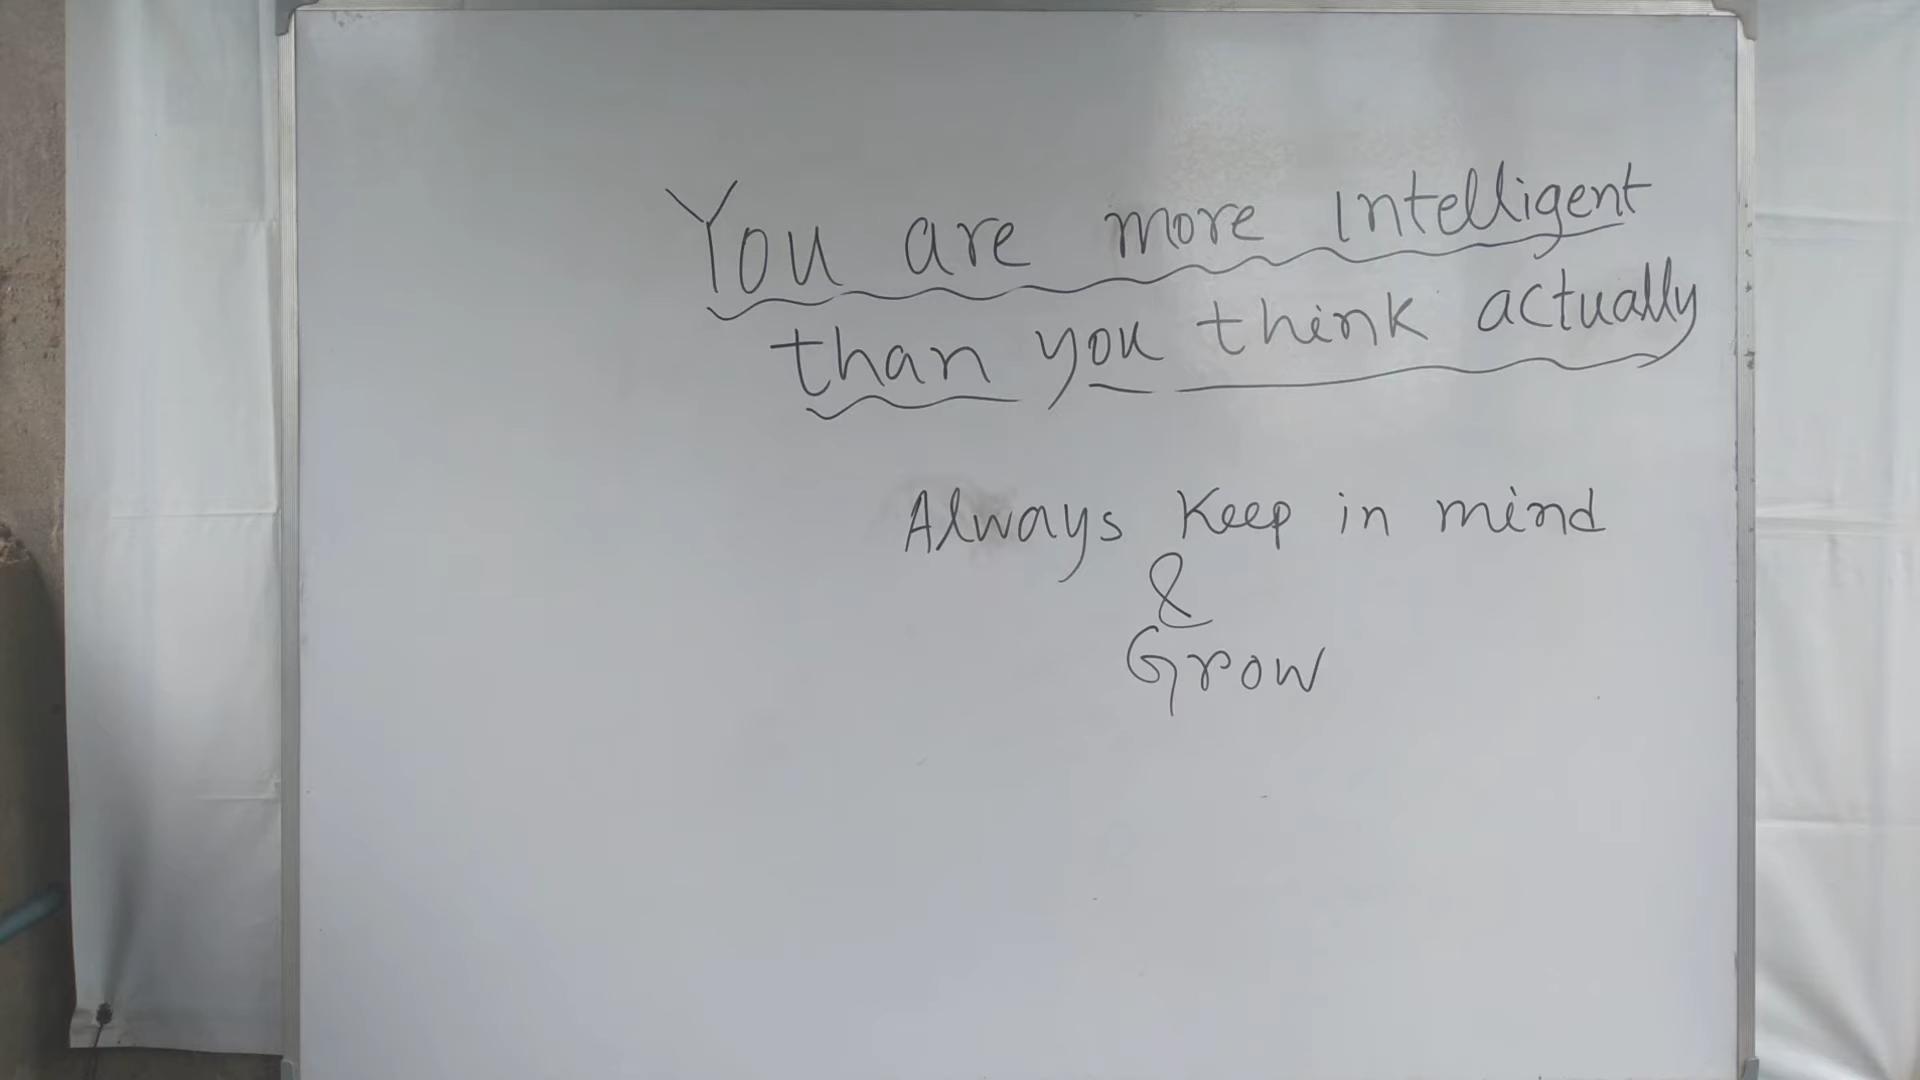 You are more Intelligent
than you think actually
Always Keep in mind
&
Grow